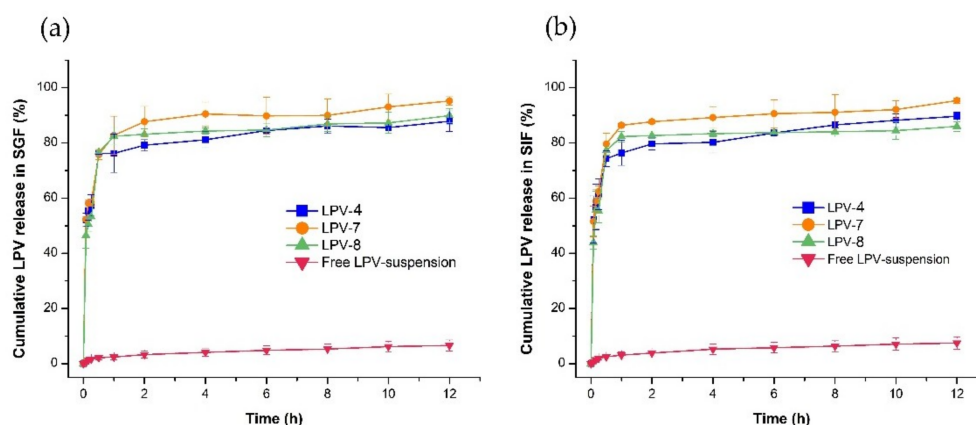 (a)
Cumulative LPV release in SGF (%)
100
80
60
40
20
0
LPV-4
LPV-7
LPV-8
Free LPV-suspension
0 2 4 6 8 10 12
Time (h)
(b)
Cumulative LPV release in SIF (%)
100
80
60
40
20
0
LPV-4
LPV-7
LPV-8
Free LPV-suspension
0 2 4 6 8 10 12
Time (h)